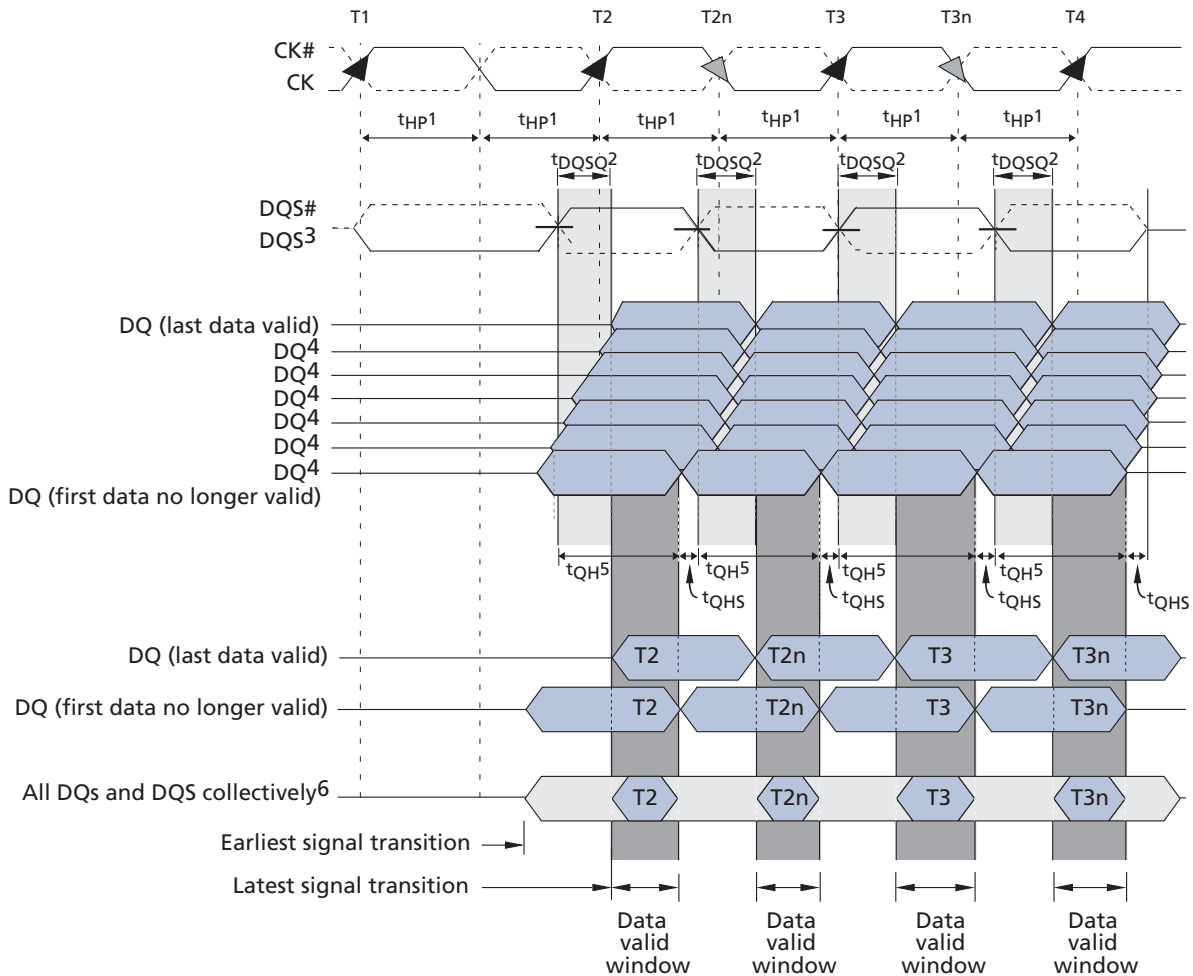 T1 T2 T2n T3 T3n T4
CK#
CK
tHP1 tHP1 tHP1 tHP1 tHP1 tHP1
tDQSQ2 tDQSQ2 tDQSQ2 tDQSQ2
DQS#
DQS3
DQ (last data valid)
DQ4
DQ4
DQ4
DQ4
DQ4
DQ4
DQ (first data no longer valid)
tQH5 tQH5 tQH5 tQH5
tQHS tQHS tQHS tQHS
DQ (last data valid) T2 T2n T3 T3n
DQ (first data no longer valid) T2 T2n T3 T3n
All DQs and DQS collectively6 T2 T2n T3 T3n
Earliest signal transition
Latest signal transition
Data Data Data Data
valid valid valid valid
window window window window